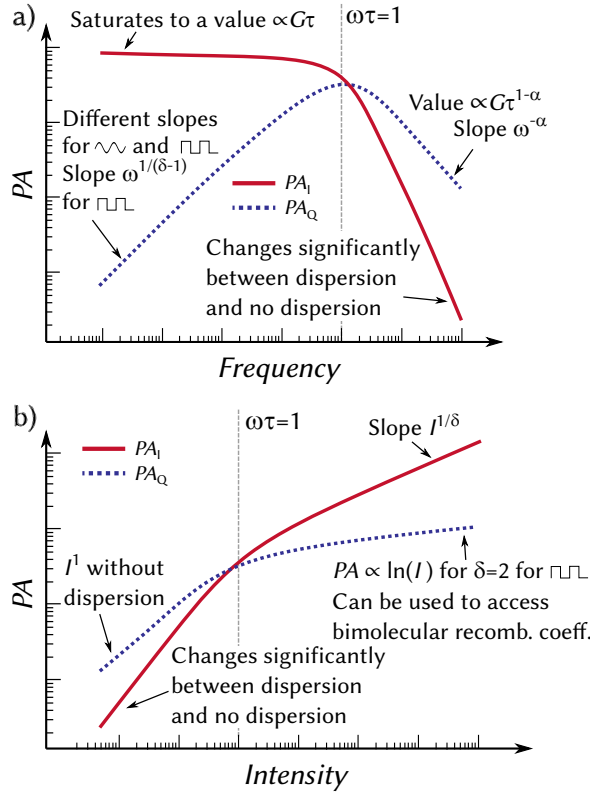 a)
Saturates to a value ∝Gτ
ωτ=1
Different slopes
for and
Slope ω^1/(δ-1)
for
Value ∝Gτ^1-α
Slope ω^-α
PA_I
PA_Q
Changes significantly
between dispersion
and no dispersion
PA
Frequency
b)
ωτ=1
Slope I^1/δ
PA_I
PA_Q
I^1 without
dispersion
PA ∝ ln(I) for δ=2 for
Can be used to access
bimolecular recomb. coeff.
Changes significantly
between dispersion
and no dispersion
PA
Intensity